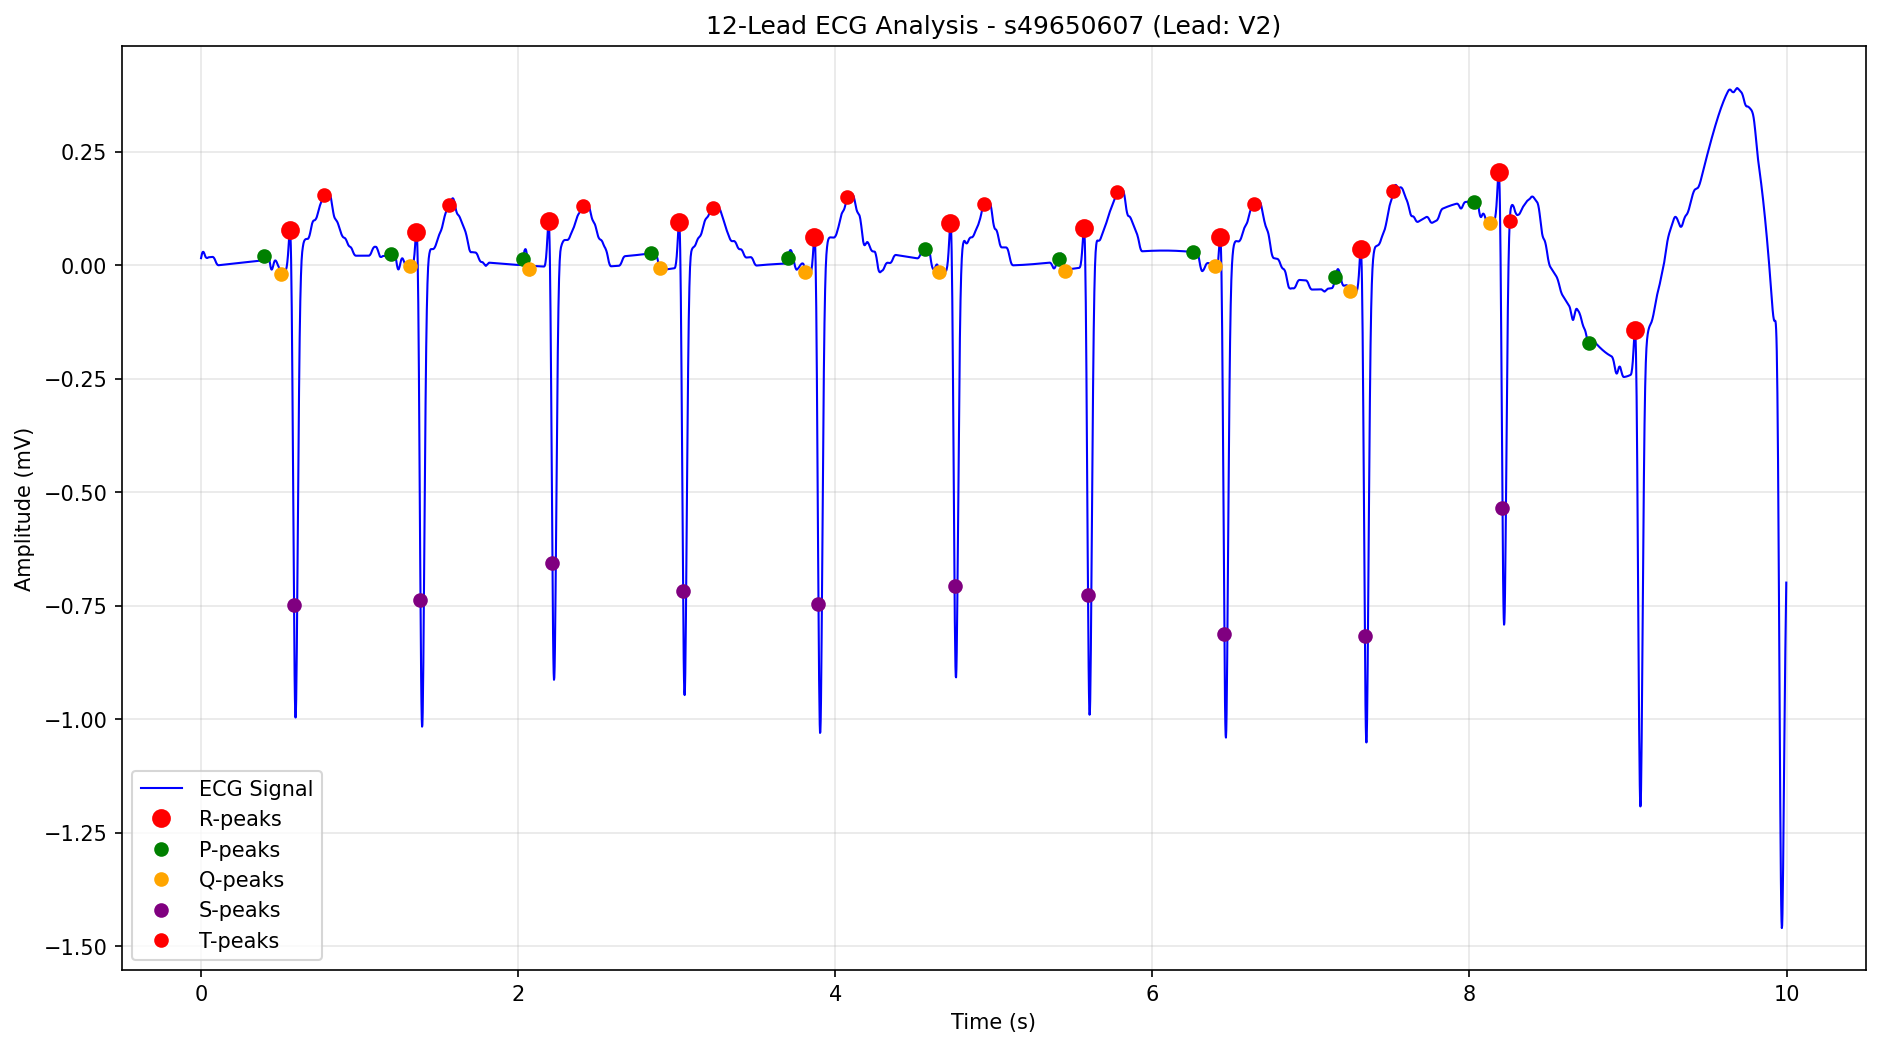 12-Lead ECG Analysis - s49650607 (Lead: V2)
Amplitude (mV)
0.25
0.00
−0.25
−0.50
−0.75
−1.00
−1.25
−1.50
ECG Signal
R-peaks
P-peaks
Q-peaks
S-peaks
T-peaks
0 2 4 6 8 10
Time (s)